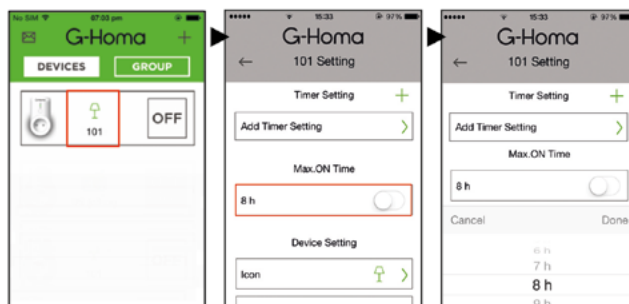 No SIM 07:03 pm
G-Homa +
DEVICES GROUP
101
OFF
15:33 97%
G-Homa
← 101 Setting
Timer Setting +
Add Timer Setting >
Max.ON Time
8 h
Device Setting
Icon >
15:33 97%
G-Homa
← 101 Setting
Timer Setting +
Add Timer Setting >
Max.ON Time
8 h
Cancel Done
6 h
7 h
8 h
9 h